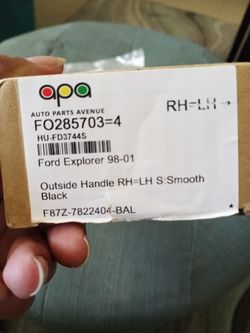 apa
AUTO PARTS AVENUE
RH=LH→
FO285703=4
HU-FD3744S
Ford Explorer 98-01
Outside Handle RH=LH S:Smooth
Black
F87Z-7822404-BAL